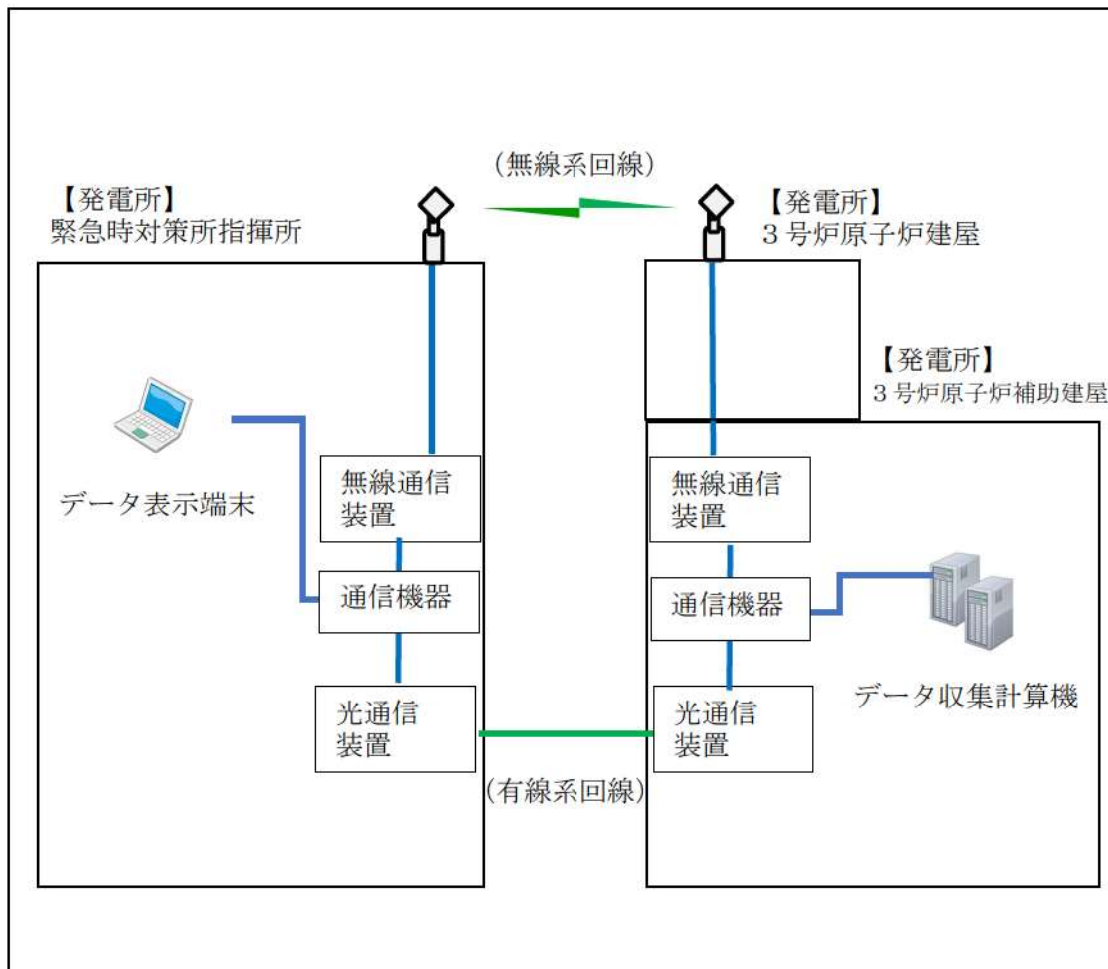 (無線系回線)
【発電所】
緊急時対策所指揮所
【発電所】
3号炉原子炉建屋
【発電所】
3号炉原子炉補助建屋
データ表示端末
無線通信
装置
通信機器
光通信
装置
無線通信
装置
通信機器
光通信
装置
データ収集計算機
(有線系回線)